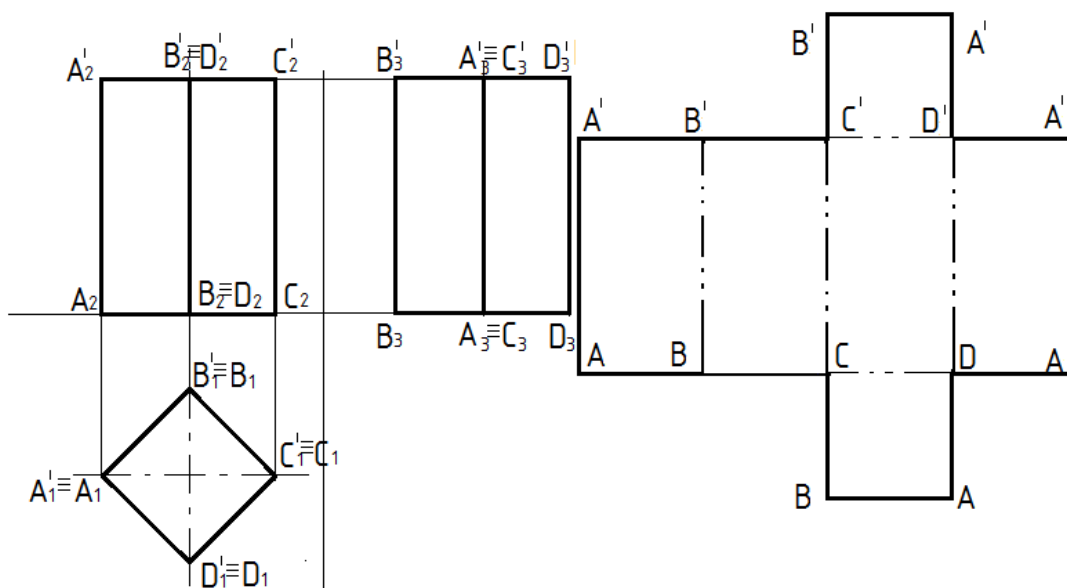 B' A'
A'₂ B'₂≡D'₂ C'₂ B'₃ A'₃≡C'₃ D'₃
A' B' C' D' A'
A₂ B₂≡D₂ C₂ B₃ A₃≡C₃ D₃
A B C D A
B'₁≡B₁
C'₁≡C₁
A'₁≡A₁ B A
D'₁≡D₁